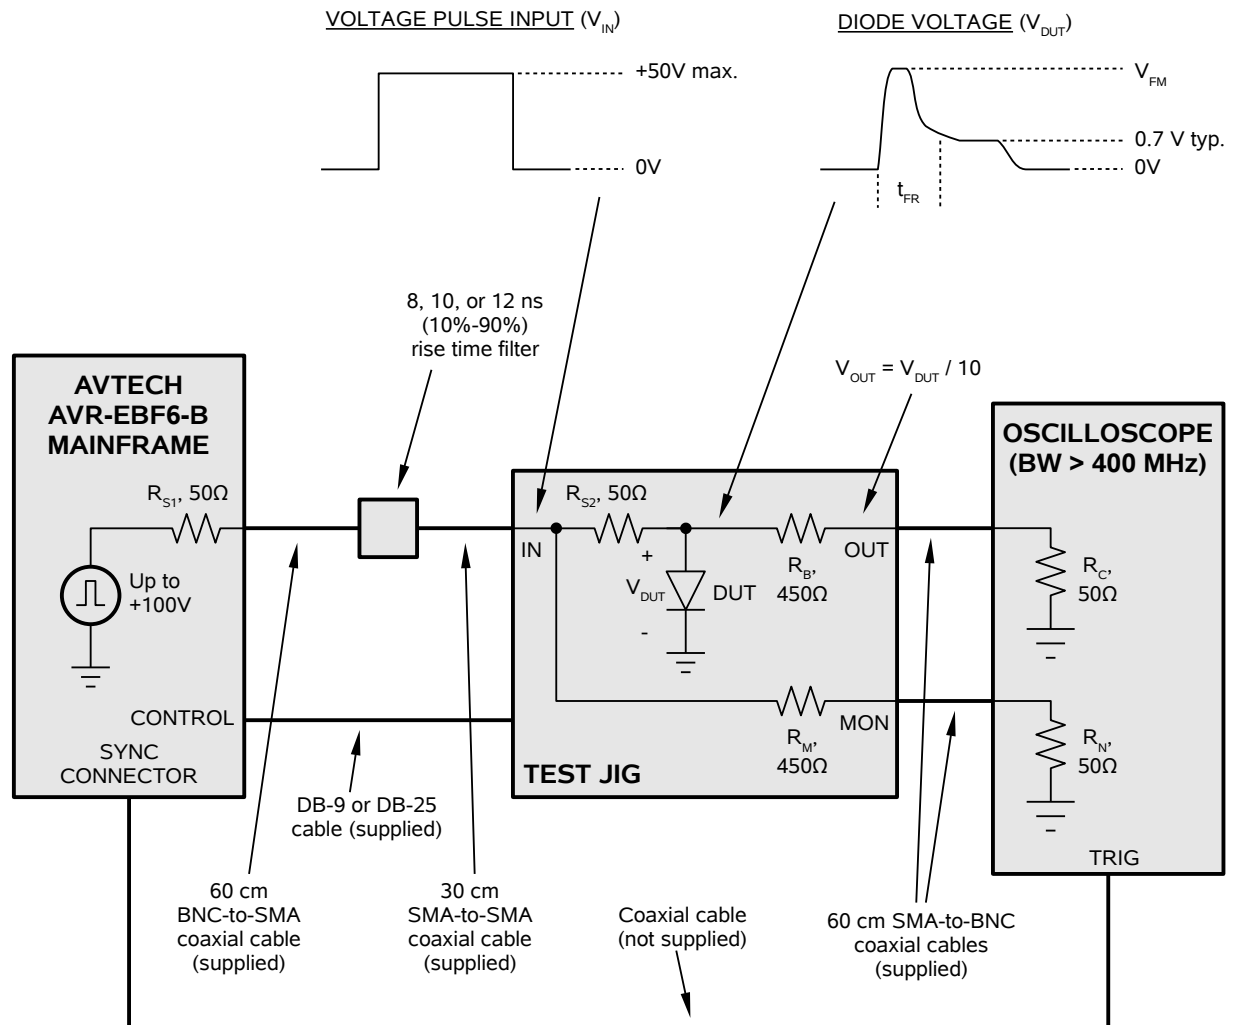 VOLTAGE PULSE INPUT (V_IN)
+50V max.
0V
DIODE VOLTAGE (V_DUT)
V_FM
0.7 V typ.
0V
t_FR
8, 10, or 12 ns
(10%-90%)
rise time filter
V_OUT = V_DUT / 10
AVTECH
AVR-EBF6-B
MAINFRAME
R_S1, 50Ω
Up to
+100V
CONTROL
SYNC
CONNECTOR
IN
R_S2, 50Ω
+
V_DUT
-
DUT
R_B,
450Ω
OUT
R_M,
450Ω
MON
TEST JIG
OSCILLOSCOPE
(BW > 400 MHz)
R_C,
50Ω
R_N,
50Ω
TRIG
DB-9 or DB-25
cable (supplied)
60 cm
BNC-to-SMA
coaxial cable
(supplied)
30 cm
SMA-to-SMA
coaxial cable
(supplied)
Coaxial cable
(not supplied)
60 cm SMA-to-BNC
coaxial cables
(supplied)